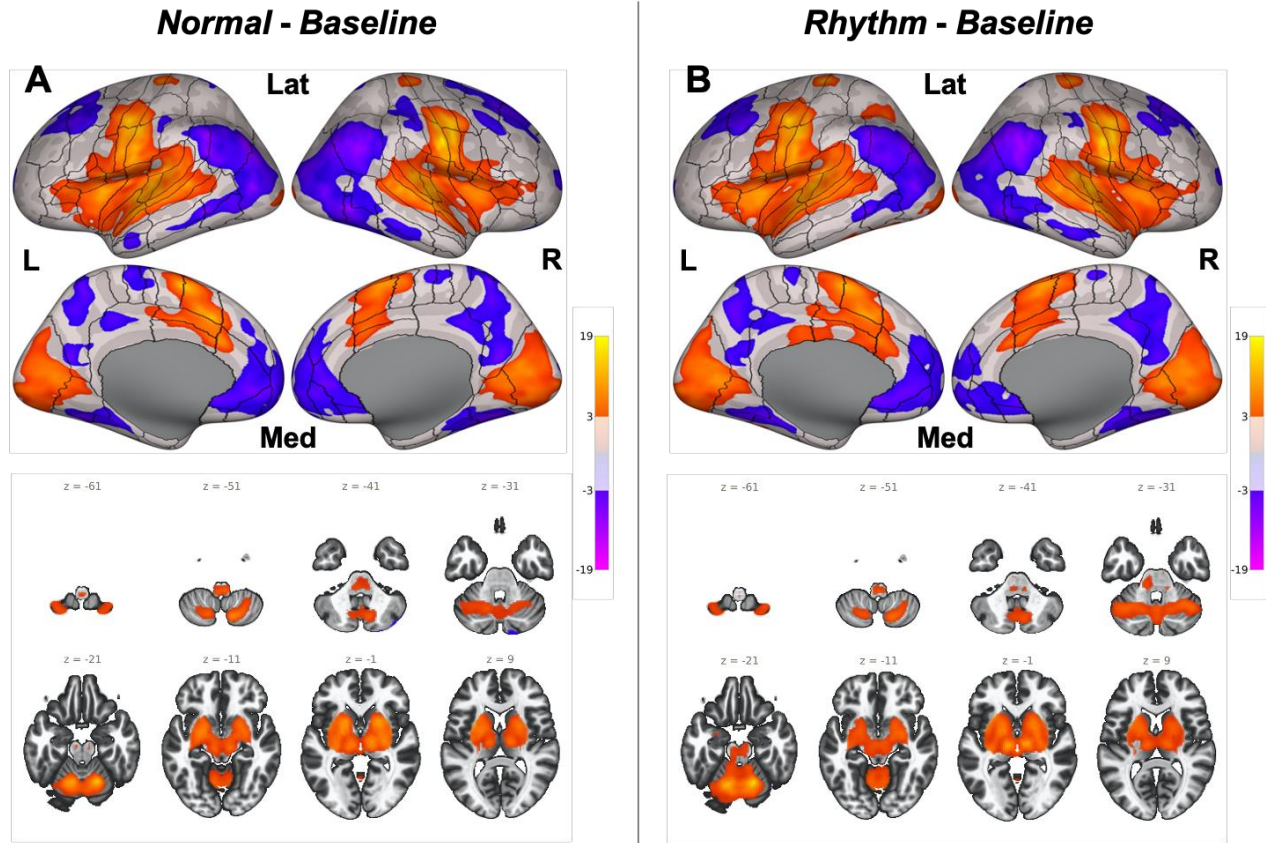 Normal - Baseline
A
Lat
L
R
Med
19
3
-3
-19
z = -61
z = -51
z = -41
z = -31
z = -21
z = -11
z = -1
z = 9
Rhythm - Baseline
B
Lat
L
R
Med
19
3
-3
-19
z = -61
z = -51
z = -41
z = -31
z = -21
z = -11
z = -1
z = 9